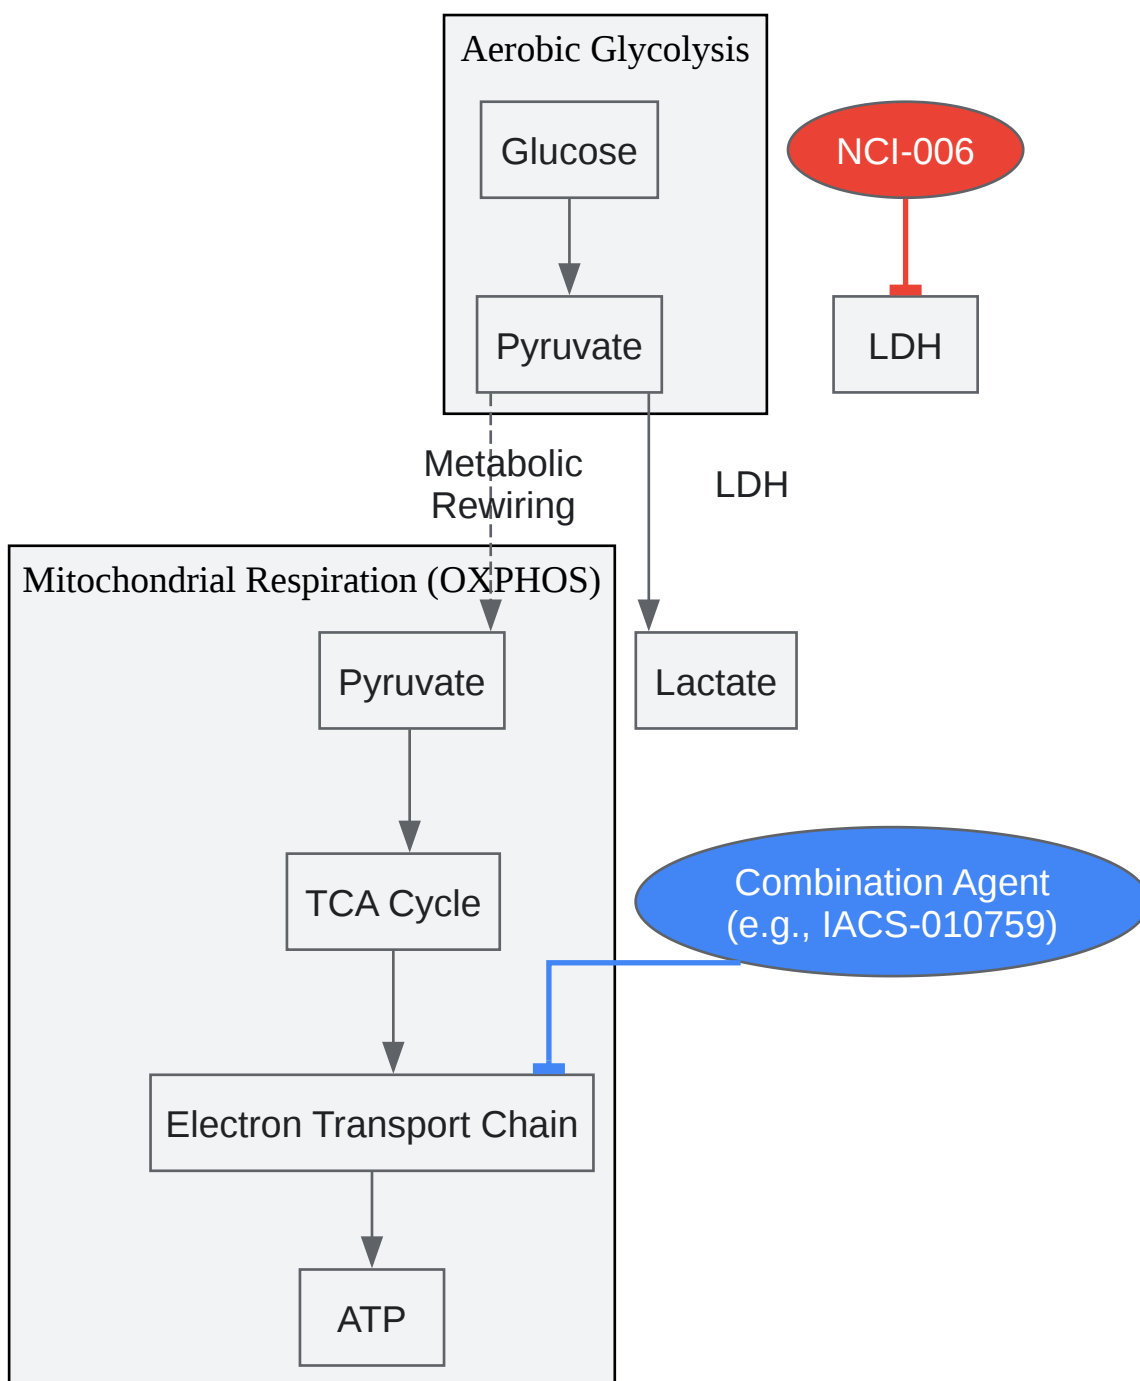 Aerobic Glycolysis
Glucose
NCI-006
Pyruvate
LDH
Metabolic
Rewiring
LDH
Mitochondrial Respiration (OXPHOS)
Pyruvate
Lactate
TCA Cycle
Combination Agent
(e.g., IACS-010759)
Electron Transport Chain
ATP